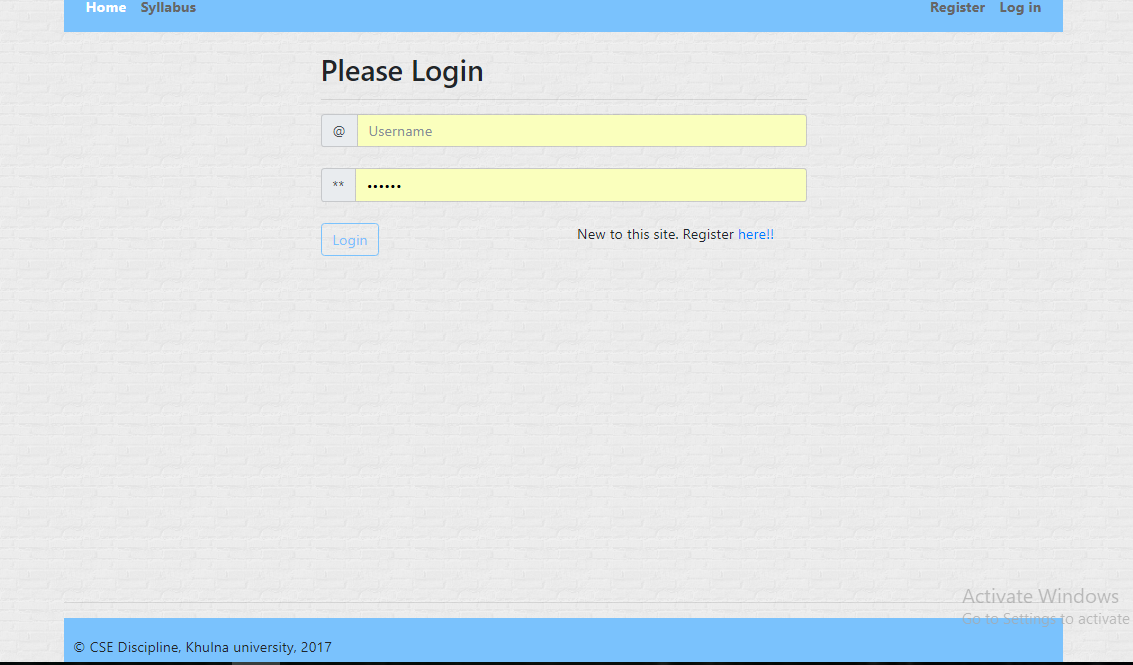 Home Syllabus Register Log in
Please Login
@ Username
** ••••••
Login New to this site. Register here!!
Activate Windows
Go to Settings to activate
© CSE Discipline, Khulna university, 2017